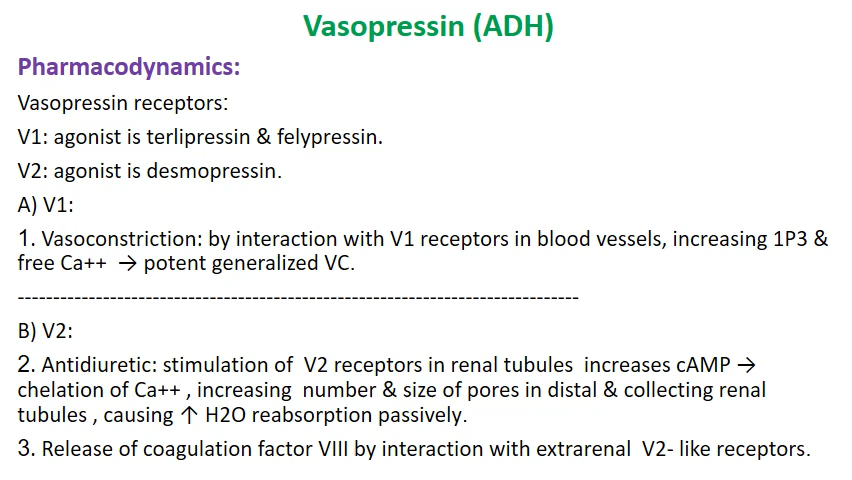 Vasopressin (ADH)
Pharmacodynamics:
Vasopressin receptors:
V1: agonist is terlipressin & felypressin.
V2: agonist is desmopressin.
A) V1:
1. Vasoconstriction: by interaction with V1 receptors in blood vessels, increasing 1P3 &
free Ca++ → potent generalized VC.
-------------------------------------------------------------------------------
B) V2:
2. Antidiuretic: stimulation of V2 receptors in renal tubules increases cAMP →
chelation of Ca++ , increasing number & size of pores in distal & collecting renal
tubules , causing ↑ H2O reabsorption passively.
3. Release of coagulation factor VIII by interaction with extrarenal V2- like receptors.